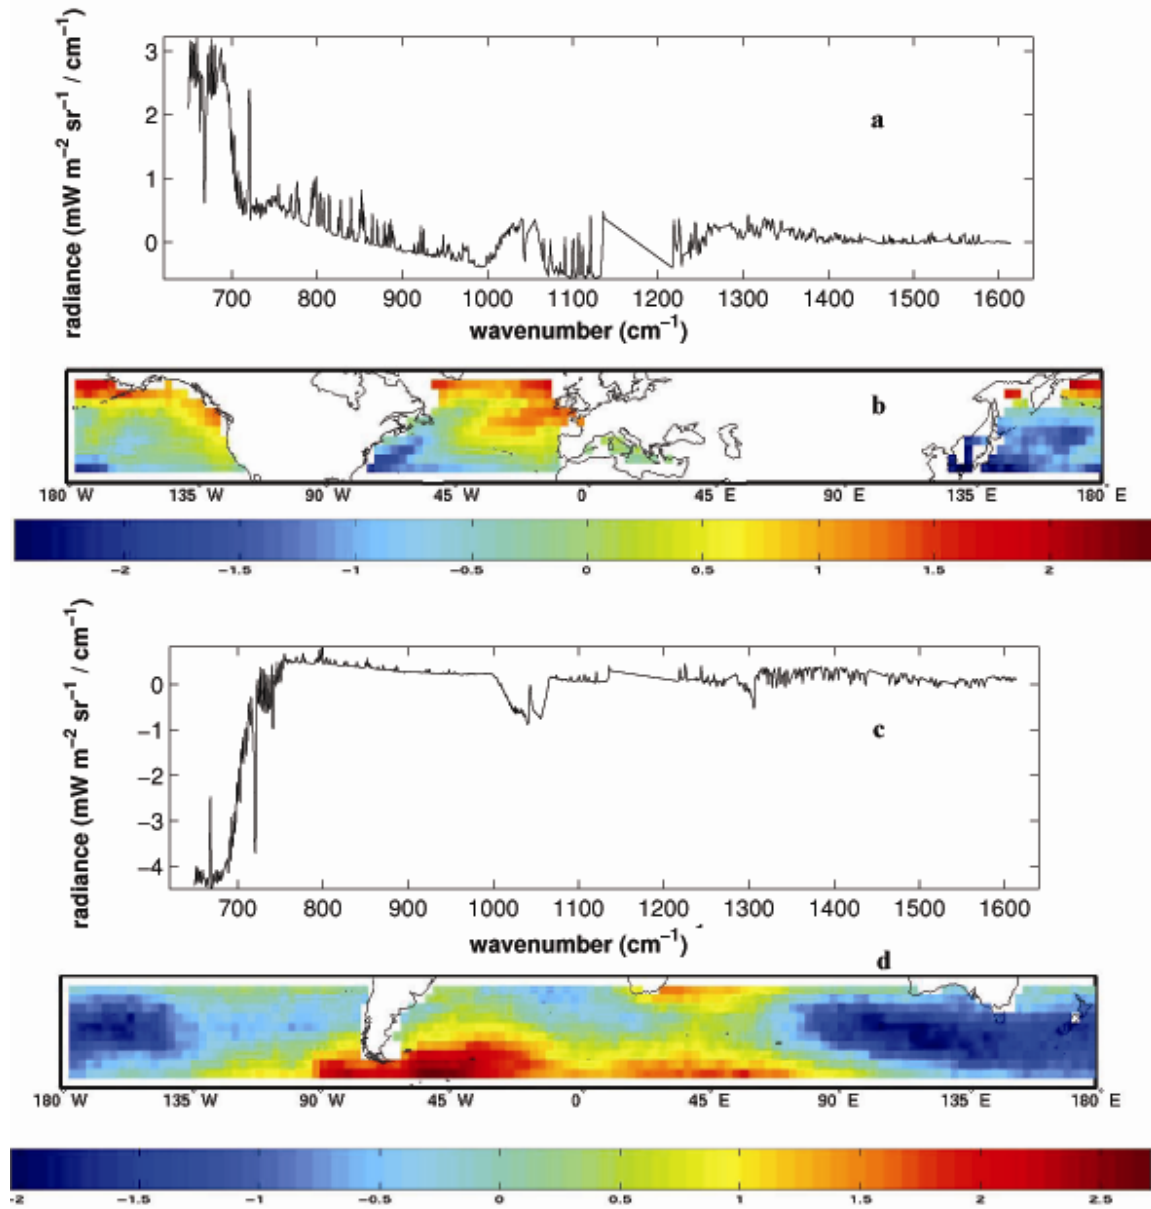 radiance (mW m−2 sr−1 / cm−1)
3
2
1
0
a
700 800 900 1000 1100 1200 1300 1400 1500 1600
wavenumber (cm−1)
b
180° W 135° W 90° W 45° W 0° 45° E 90° E 135° E 180° E
−2 −1.5 −1 −0.5 0 0.5 1 1.5 2
radiance (mW m−2 sr−1 / cm−1)
0
−1
−2
−3
−4
c
700 800 900 1000 1100 1200 1300 1400 1500 1600
wavenumber (cm−1)
d
180° W 135° W 90° W 45° W 0° 45° E 90° E 135° E 180° E
−2 −1.5 −1 −0.5 0 0.5 1 1.5 2 2.5